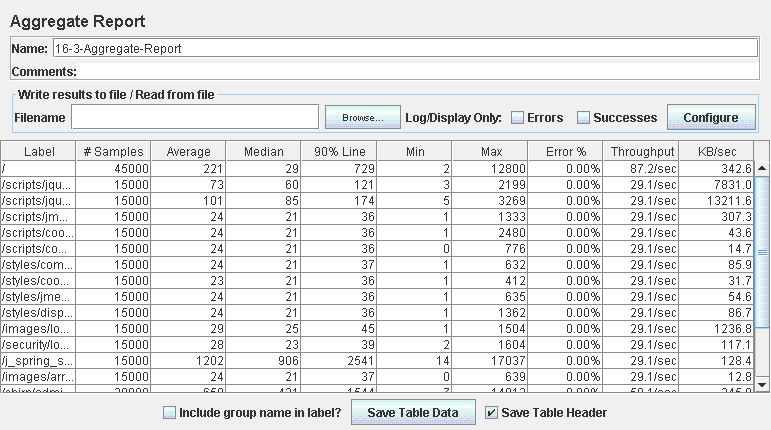 Aggregate Report
Name: 16-3-Aggregate-Report
Comments:
Write results to file / Read from file
Filename Browse... Log/Display Only: Errors Successes Configure
Label # Samples Average Median 90% Line Min Max Error % Throughput KB/sec
/ 45000 221 29 729 2 12800 0.00% 87.2/sec 342.6
/scripts/jqu... 15000 73 60 121 3 2199 0.00% 29.1/sec 7831.0
/scripts/jqu... 15000 101 85 174 5 3269 0.00% 29.1/sec 13211.6
/scripts/jm... 15000 24 21 36 1 1333 0.00% 29.1/sec 307.3
/scripts/coo... 15000 24 21 36 1 2480 0.00% 29.1/sec 43.6
/scripts/co... 15000 24 21 36 0 776 0.00% 29.1/sec 14.7
/styles/com... 15000 24 21 37 1 632 0.00% 29.1/sec 85.9
/styles/coo... 15000 23 21 36 1 412 0.00% 29.1/sec 31.7
/styles/jme... 15000 24 21 36 1 635 0.00% 29.1/sec 54.6
/styles/disp... 15000 24 21 36 1 1362 0.00% 29.1/sec 86.7
/images/lo... 15000 29 25 45 1 1504 0.00% 29.1/sec 1236.8
/security/lo... 15000 28 23 39 2 1604 0.00% 29.1/sec 117.1
/j_spring_s... 15000 1202 906 2541 14 17037 0.00% 29.1/sec 128.4
/images/arr... 15000 24 21 37 0 639 0.00% 29.1/sec 12.8
Include group name in label? Save Table Data Save Table Header